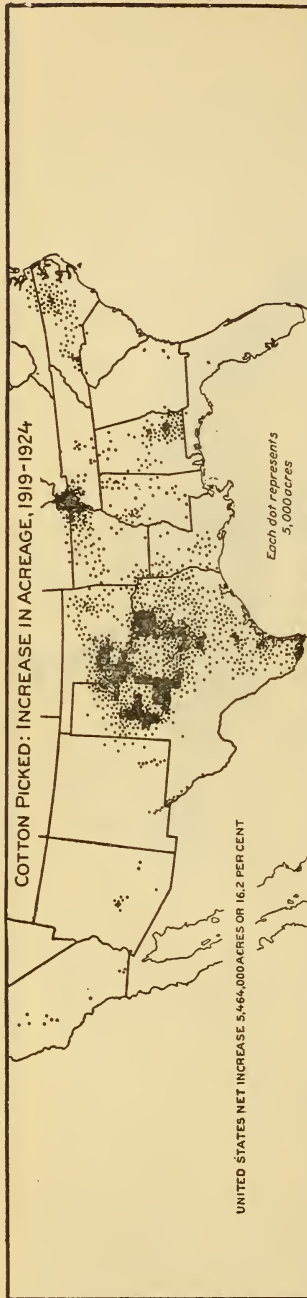 COTTON PICKED: INCREASE IN ACREAGE, 1919-1924
Each dot represents
5,000 acres
UNITED STATES NET INCREASE 5,464,000 ACRES OR 16.2 PER CENT